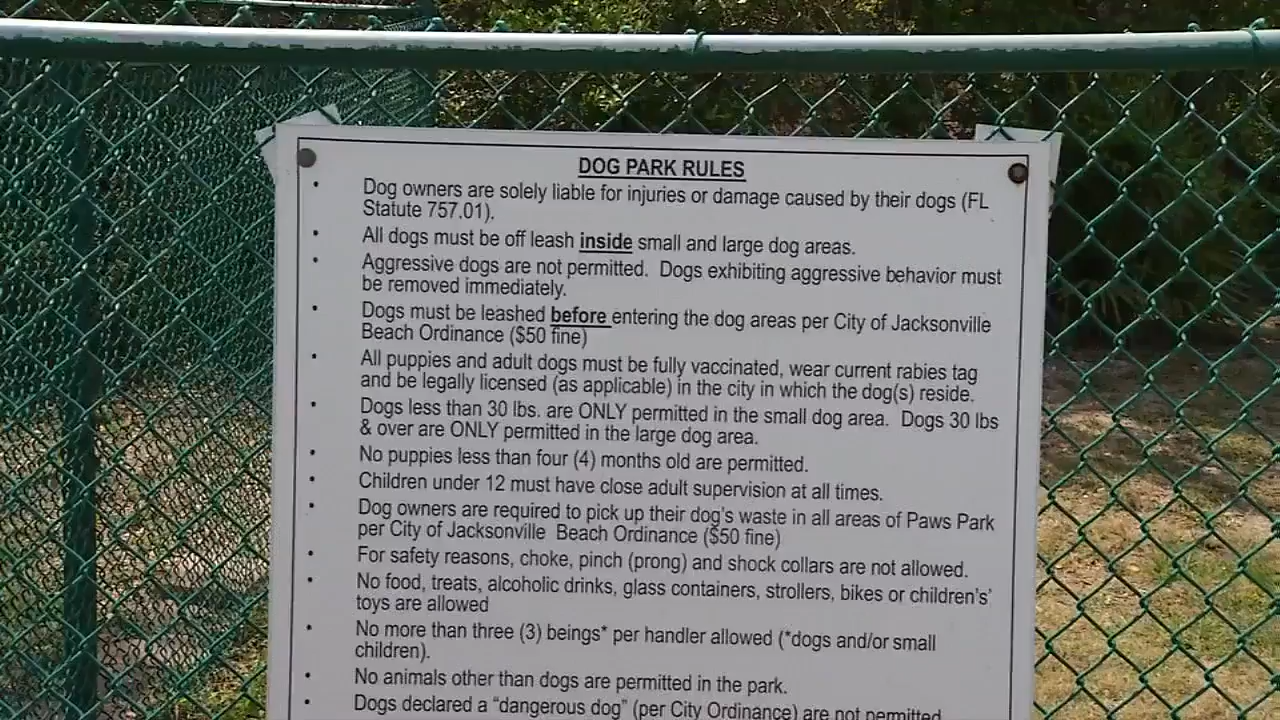 DOG PARK RULES
• Dog owners are solely liable for injuries or damage caused by their dogs (FL
Statute 757.01).
• All dogs must be off leash inside small and large dog areas.
• Aggressive dogs are not permitted. Dogs exhibiting aggressive behavior must
be removed immediately.
• Dogs must be leashed before entering the dog areas per City of Jacksonville
Beach Ordinance ($50 fine)
• All puppies and adult dogs must be fully vaccinated, wear current rabies tag
and be legally licensed (as applicable) in the city in which the dog(s) reside.
• Dogs less than 30 lbs. are ONLY permitted in the small dog area. Dogs 30 lbs
& over are ONLY permitted in the large dog area.
• No puppies less than four (4) months old are permitted.
• Children under 12 must have close adult supervision at all times.
• Dog owners are required to pick up their dog's waste in all areas of Paws Park
per City of Jacksonville Beach Ordinance ($50 fine)
• For safety reasons, choke, pinch (prong) and shock collars are not allowed.
• No food, treats, alcoholic drinks, glass containers, strollers, bikes or children's'
toys are allowed
• No more than three (3) beings* per handler allowed (*dogs and/or small
children).
• No animals other than dogs are permitted in the park.
• Dogs declared a "dangerous dog" (per City Ordinance) are not permitted